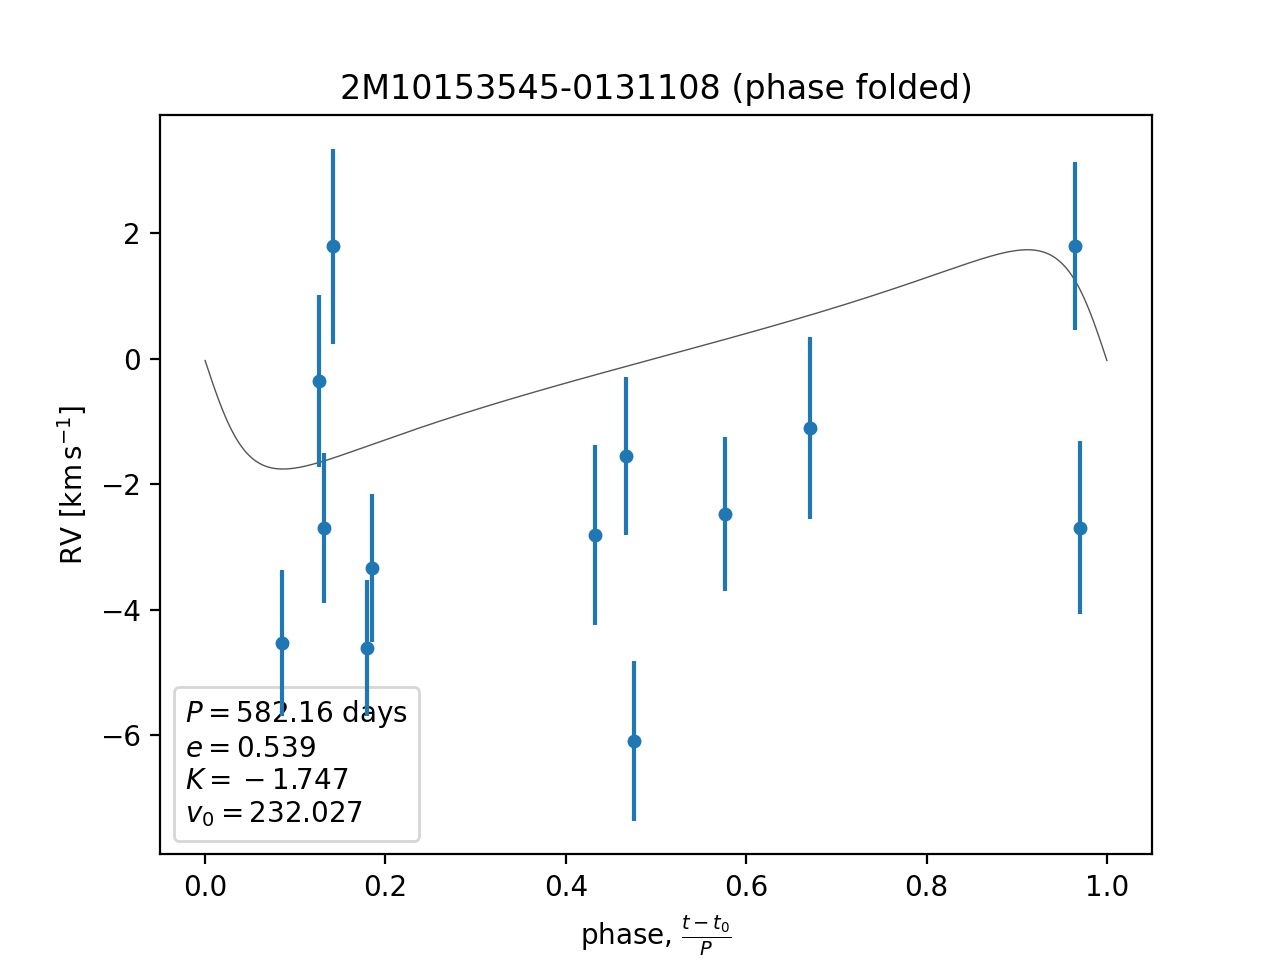 2M10153545-0131108 (phase folded)
RV [km s⁻¹]
2
0
−2
−4
−6
P = 582.16 days
e = 0.539
K = −1.747
v₀ = 232.027
0.0 0.2 0.4 0.6 0.8 1.0
phase, (t − t₀)/P